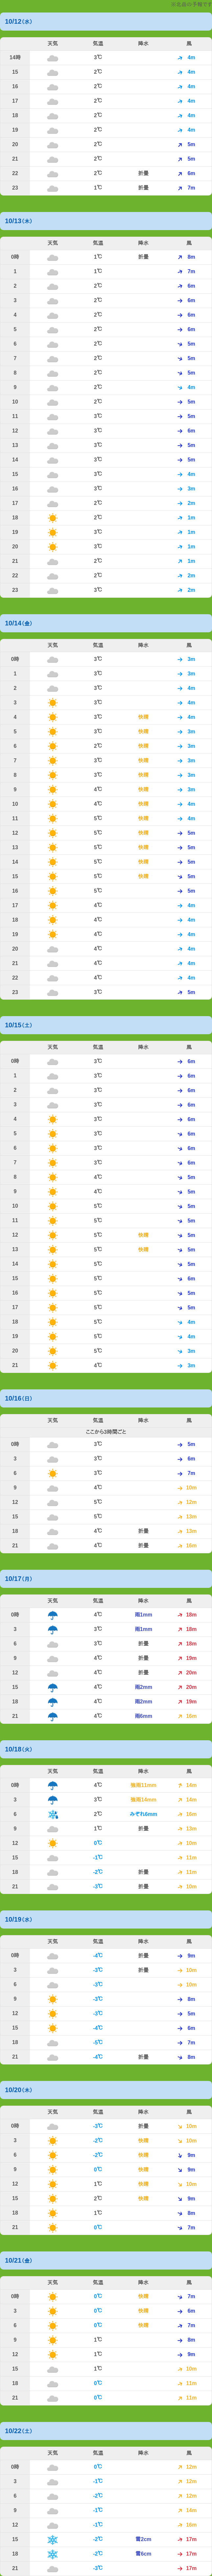 10/12(水)
天気 気温 降水 風
14時 3℃ 4m
15 2℃ 4m
16 2℃ 4m
17 2℃ 4m
18 2℃ 4m
19 2℃ 4m
20 2℃ 5m
21 2℃ 5m
22 2℃ 折畳 6m
23 1℃ 折畳 7m
10/13(木)
天気 気温 降水 風
0時 1℃ 折畳 8m
1 1℃ 7m
2 2℃ 6m
3 2℃ 6m
4 2℃ 6m
5 2℃ 6m
6 2℃ 5m
7 2℃ 5m
8 2℃ 5m
9 2℃ 4m
10 2℃ 5m
11 3℃ 5m
12 3℃ 6m
13 3℃ 5m
14 3℃ 5m
15 3℃ 4m
16 3℃ 3m
17 2℃ 2m
18 2℃ 1m
19 3℃ 1m
20 3℃ 1m
21 2℃ 1m
22 2℃ 2m
23 3℃ 2m
10/14(金)
天気 気温 降水 風
0時 3℃ 3m
1 3℃ 3m
2 3℃ 4m
3 3℃ 4m
4 3℃ 快晴 4m
5 3℃ 快晴 3m
6 2℃ 快晴 3m
7 3℃ 快晴 3m
8 3℃ 快晴 3m
9 4℃ 快晴 3m
10 4℃ 快晴 4m
11 5℃ 快晴 4m
12 5℃ 快晴 5m
13 5℃ 快晴 5m
14 5℃ 快晴 5m
15 5℃ 快晴 5m
16 5℃ 5m
17 4℃ 4m
18 4℃ 4m
19 4℃ 4m
20 4℃ 4m
21 4℃ 4m
22 4℃ 4m
23 3℃ 5m
10/15(土)
天気 気温 降水 風
0時 3℃ 6m
1 3℃ 6m
2 3℃ 6m
3 3℃ 6m
4 3℃ 6m
5 3℃ 6m
6 3℃ 6m
7 3℃ 6m
8 4℃ 5m
9 4℃ 5m
10 5℃ 5m
11 5℃ 5m
12 5℃ 快晴 5m
13 5℃ 快晴 5m
14 5℃ 5m
15 5℃ 6m
16 5℃ 5m
17 5℃ 5m
18 5℃ 4m
19 5℃ 4m
20 5℃ 3m
21 4℃ 3m
10/16(日)
天気 気温 降水 風
ここから3時間ごと
0時 3℃ 5m
3 3℃ 6m
6 3℃ 7m
9 4℃ 10m
12 5℃ 12m
15 5℃ 13m
18 4℃ 折畳 13m
21 4℃ 折畳 16m
10/17(月)
天気 気温 降水 風
0時 4℃ 雨1mm 18m
3 4℃ 雨1mm 18m
6 3℃ 折畳 18m
9 4℃ 折畳 19m
12 4℃ 折畳 20m
15 4℃ 雨2mm 20m
18 4℃ 雨2mm 19m
21 4℃ 雨6mm 16m
10/18(火)
天気 気温 降水 風
0時 4℃ 強雨11mm 14m
3 4℃ 強雨14mm 14m
6 2℃ みぞれ6mm 16m
9 1℃ 折畳 13m
12 0℃ 10m
15 -1℃ 11m
18 -2℃ 折畳 11m
21 -3℃ 折畳 10m
10/19(水)
天気 気温 降水 風
0時 -4℃ 折畳 9m
3 -3℃ 折畳 10m
6 -3℃ 10m
9 -3℃ 8m
12 -3℃ 5m
15 -4℃ 6m
18 -5℃ 7m
21 -4℃ 折畳 8m
10/20(木)
天気 気温 降水 風
0時 -3℃ 折畳 10m
3 -2℃ 快晴 10m
6 -2℃ 快晴 9m
9 0℃ 快晴 9m
12 1℃ 快晴 10m
15 2℃ 快晴 9m
18 1℃ 8m
21 0℃ 7m
10/21(金)
天気 気温 降水 風
0時 0℃ 快晴 7m
3 0℃ 快晴 6m
6 0℃ 快晴 7m
9 1℃ 8m
12 1℃ 9m
15 1℃ 10m
18 0℃ 11m
21 0℃ 11m
10/22(土)
天気 気温 降水 風
0時 0℃ 12m
3 -1℃ 12m
6 -2℃ 12m
9 -1℃ 14m
12 -1℃ 16m
15 -2℃ 雪2cm 17m
18 -2℃ 雪6cm 17m
21 -3℃ 17m